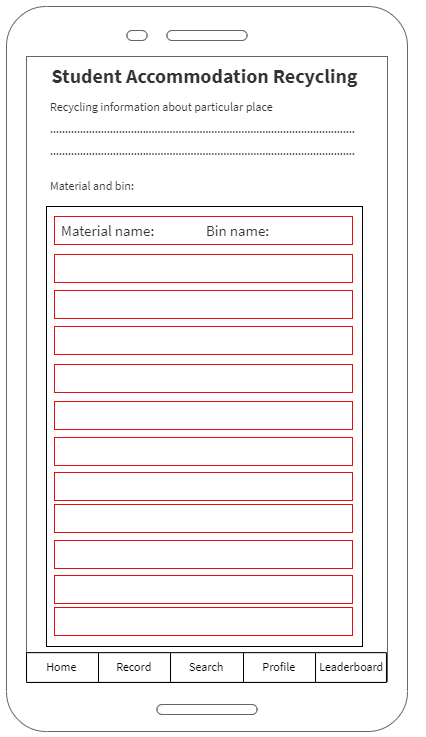 Student Accommodation Recycling
Recycling information about particular place
Material and bin:
Material name: Bin name:
Home Record Search Profile Leaderboard